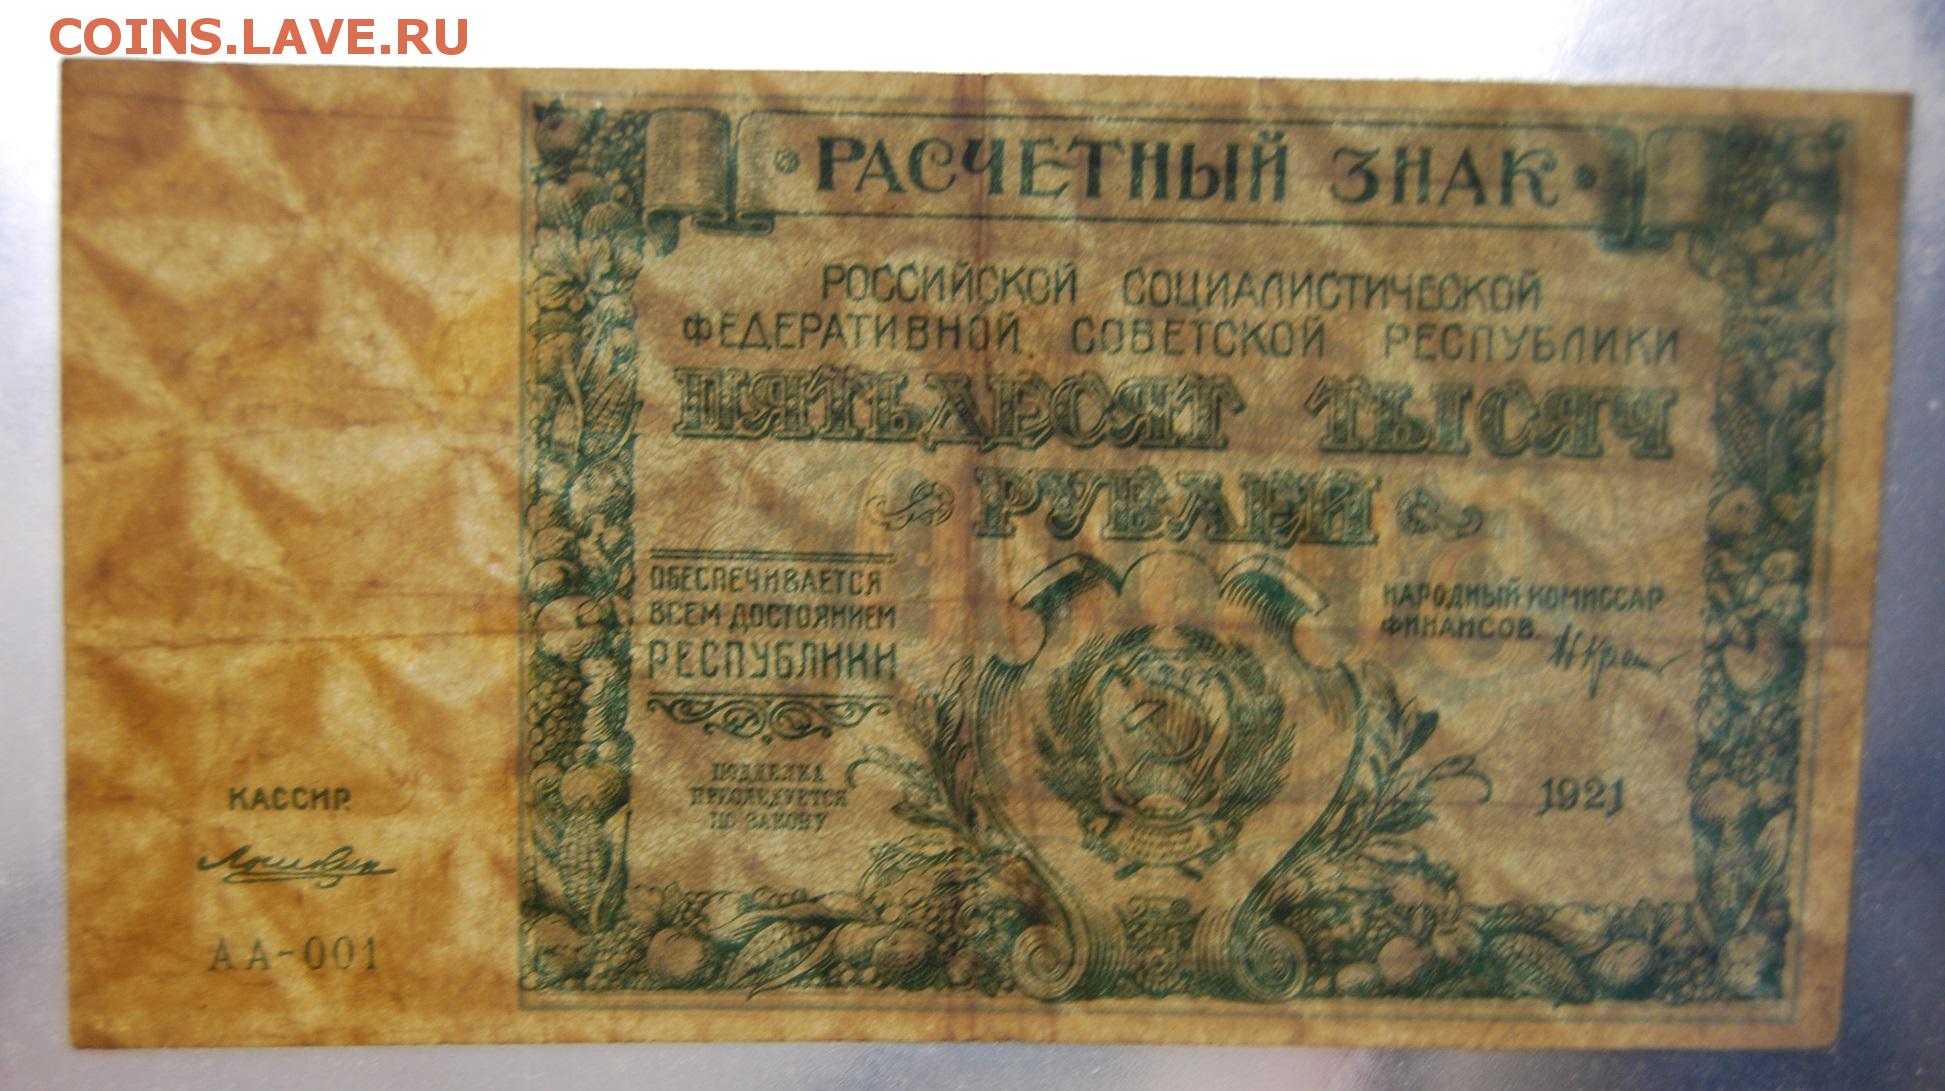 COINS.LAVE.RU
РАСЧЕТНЫЙ ЗНАК
РОССИЙСКОЙ СОЦИАЛИСТИЧЕСКОЙ
ФЕДЕРАТИВНОЙ СОВЕТСКОЙ РЕСПУБЛИКИ
ПЯТЬДЕСЯТ ТЫСЯЧ
РУБЛЕЙ
ОБЕСПЕЧИВАЕТСЯ
ВСЕМ ДОСТОЯНИЕМ
РЕСПУБЛИКИ
НАРОДНЫЙ КОМИССАР
ФИНАНСОВ.
ПОДДЕЛКА
ПРЕСЛЕДУЕТСЯ
ПО ЗАКОНУ
1921
КАССИР.
АА-001